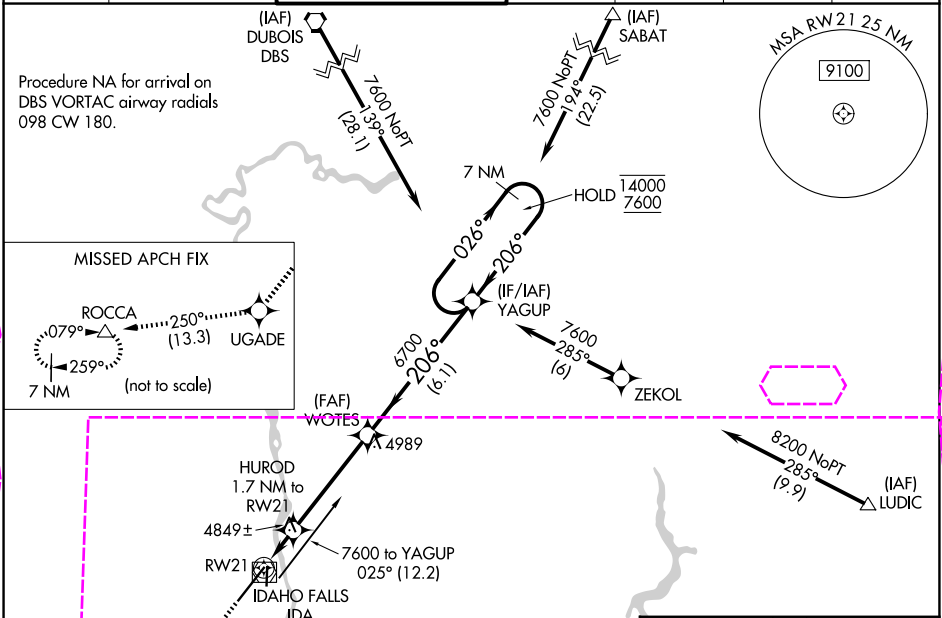 (IAF)
DUBOIS
DBS
(IAF)
SABAT
MSA RW 21 25 NM
9100
Procedure NA for arrival on
DBS VORTAC airway radials
098 CW 180.
7600 NoPT
139°
(28.1)
7600 NoPT
194°
(22.5)
7 NM
HOLD
14000
7600
026°
206°
(IF/IAF)
YAGUP
MISSED APCH FIX
ROCCA
079°
250°
(13.3)
UGADE
259°
7 NM
(not to scale)
6700
206°
(6.1)
7600
285°
(6)
ZEKOL
(FAF)
WOTES
4989
8200 NoPT
285°
(9.9)
(IAF)
LUDIC
HUROD
1.7 NM to
RW21
4849±
7600 to YAGUP
025° (12.2)
RW21
IDAHO FALLS
IDA